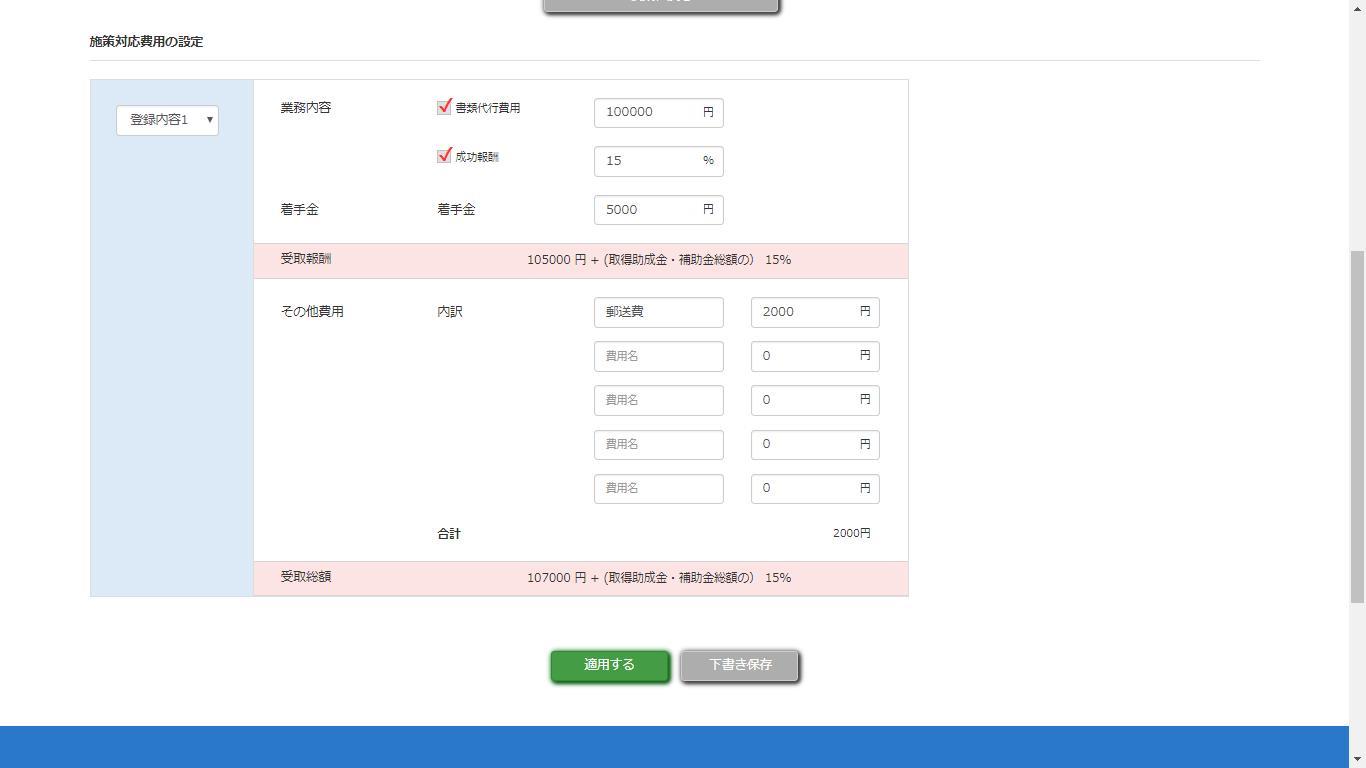 施策対応費用の設定
登録内容1
業務内容 書類代行費用 100000 円
成功報酬 15 %
着手金 着手金 5000 円
受取報酬 105000 円 + (取得助成金・補助金総額の) 15%
その他費用 内訳 郵送費 2000 円
費用名 0 円
費用名 0 円
費用名 0 円
費用名 0 円
合計 2000円
受取総額 107000 円 + (取得助成金・補助金総額の) 15%
適用する 下書き保存